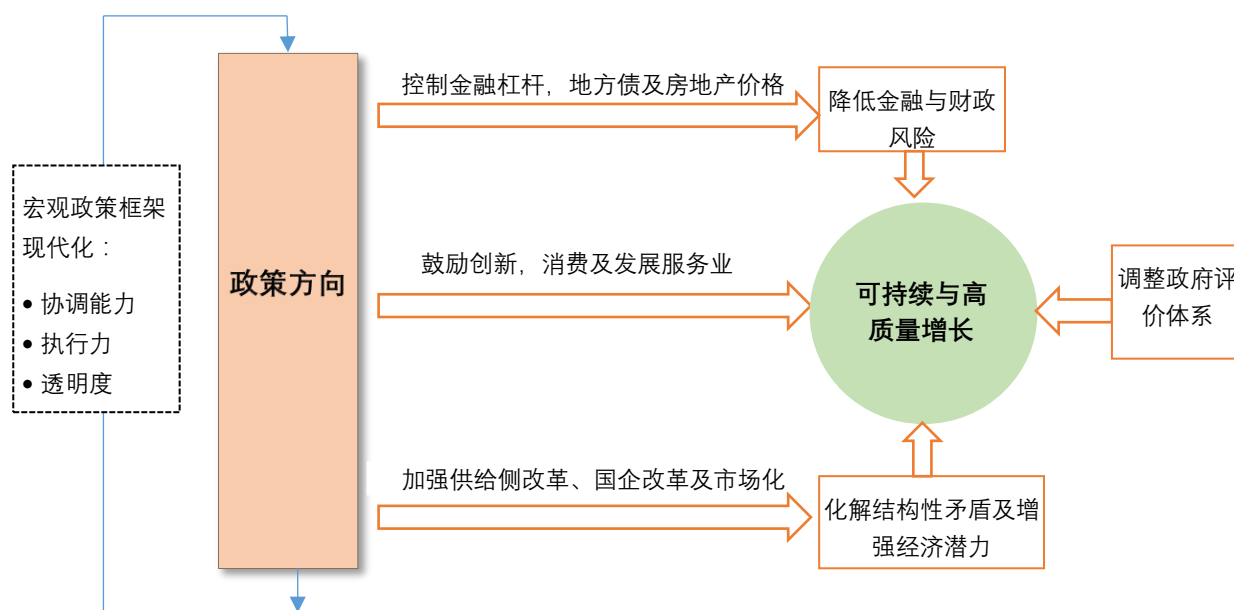 宏观政策框架
现代化：
• 协调能力
• 执行力
• 透明度
政策方向
控制金融杠杆，地方债及房地产价格
降低金融与财政
风险
鼓励创新，消费及发展服务业
可持续与高
质量增长
调整政府评
价体系
加强供给侧改革、国企改革及市场化
化解结构性矛盾及增
强经济潜力